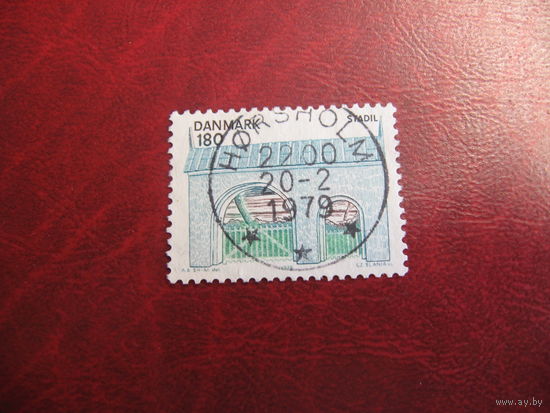 DANMARK
180
STADIL
HØRSHOLM
22.00
20-2
1979
www.ay.by